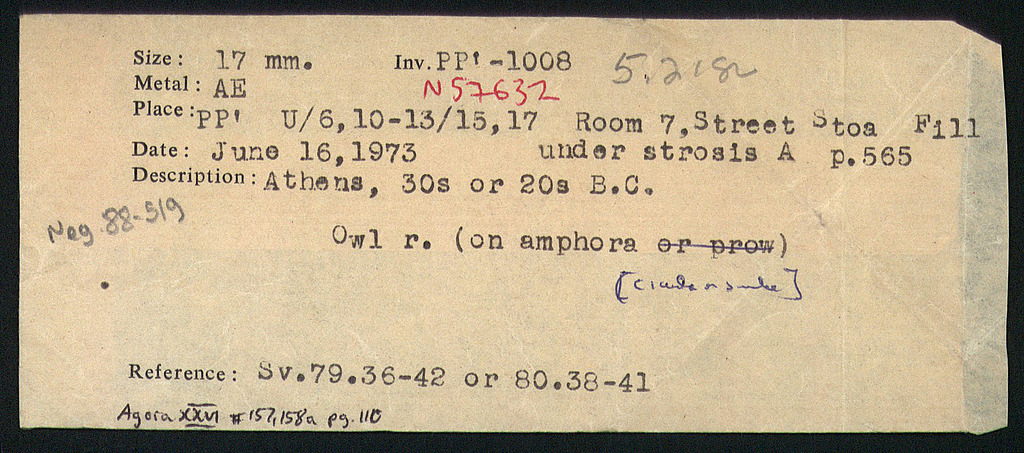 Size: 17 mm. Inv. PP'-1008 5.2182
Metal: AE N57632
Place: PP' U/6,10-13/15,17 Room 7, Street Stoa Fill
Date: June 16,1973 under strosis A p.565
Description: Athens, 30s or 20s B.C.
Neg. 88-519
Owl r. (on amphora or prow)
[cicada or snake]
Reference: Sv.79.36-42 or 80.38-41
Agora XXVI #157,158a pg. 110